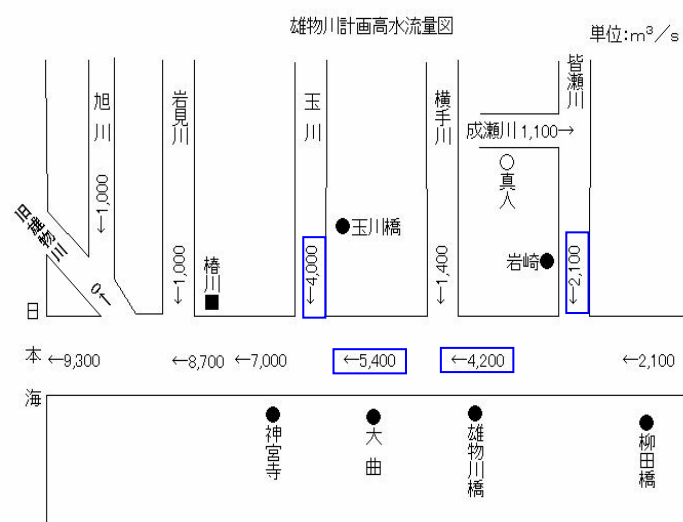 雄物川計画高水流量図
単位:m³/s
旭川
岩見川
玉川
横手川
皆瀬川
成瀬川 1,100→
○真人
旧雄物川
←1,000
●玉川橋
←0
←1,000
椿川
■
←4,000
←1,400
岩崎●
←2,100
日本海
←9,300
←8,700
←7,000
←5,400
←4,200
←2,100
●神宮寺
●大曲
●雄物川橋
●柳田橋